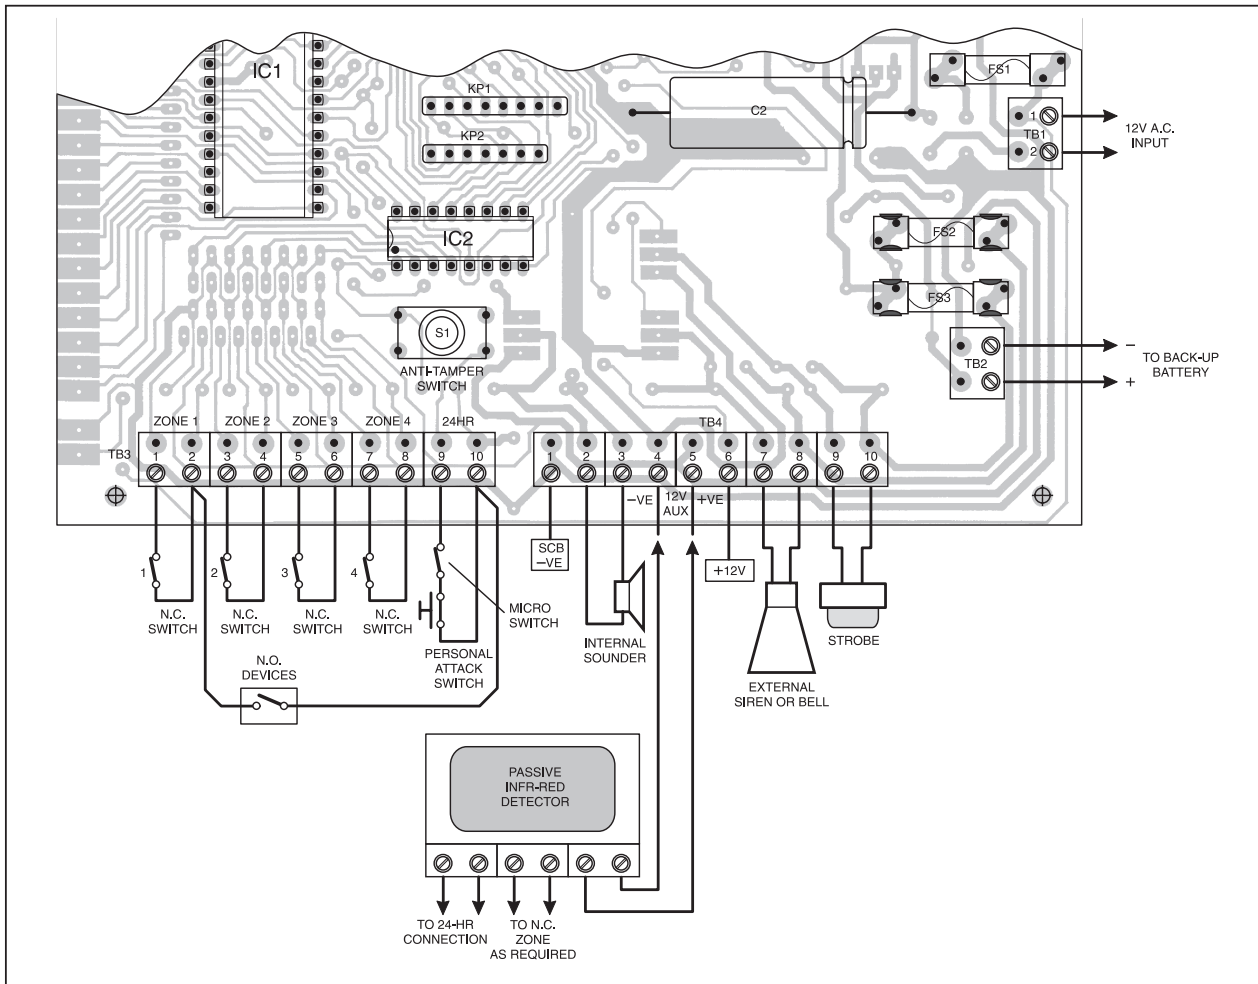 IC1
KP1
KP2
IC2
C2
FS1
1
TB1
2
12V A.C.
INPUT
FS2
FS3
TB2
−
+
TO BACK-UP
BATTERY
S1
ANTI-TAMPER
SWITCH
ZONE 1 ZONE 2 ZONE 3 ZONE 4 24HR
TB3
1 2 3 4 5 6 7 8 9 10
TB4
1 2 3 4 5 6 7 8 9 10
−VE 12V AUX +VE
SCB
−VE
+12V
1
2
3
4
N.C.
SWITCH
N.C.
SWITCH
N.C.
SWITCH
N.C.
SWITCH
MICRO
SWITCH
PERSONAL
ATTACK
SWITCH
INTERNAL
SOUNDER
EXTERNAL
SIREN OR BELL
STROBE
N.O.
DEVICES
PASSIVE
INFR-RED
DETECTOR
TO 24-HR
CONNECTION
TO N.C.
ZONE
AS REQUIRED